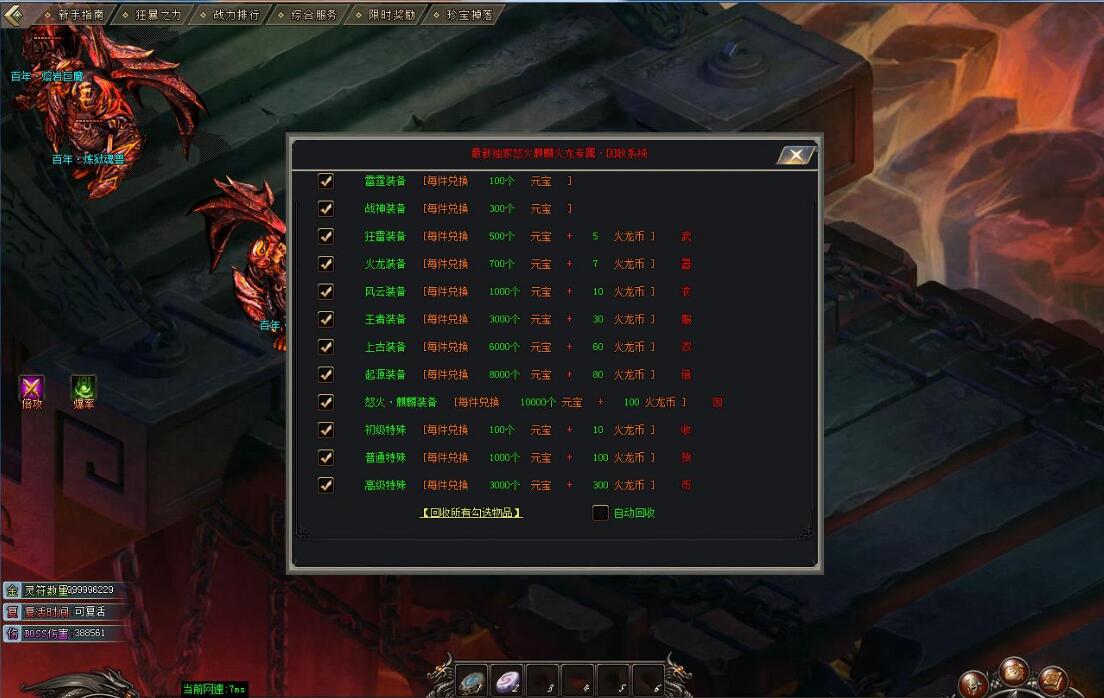 新手指南 狂暴之力 战力排行 综合服务 限时奖励 珍宝掉落
百年·熔岩巨魔
百年·炼狱魂兽
百年·
最新独家怒火麒麟火龙专属·回收系统
雷霆装备 [每件兑换 100个 元宝 ]
战神装备 [每件兑换 300个 元宝 ]
狂雷装备 [每件兑换 500个 元宝 + 5 火龙币 ] 武
火龙装备 [每件兑换 700个 元宝 + 7 火龙币 ] 器
风云装备 [每件兑换 1000个 元宝 + 10 火龙币 ] 衣
王者装备 [每件兑换 3000个 元宝 + 30 火龙币 ] 服
上古装备 [每件兑换 6000个 元宝 + 60 火龙币 ] 双
起源装备 [每件兑换 8000个 元宝 + 80 火龙币 ] 倍
怒火·麒麟装备 [每件兑换 10000个 元宝 + 100 火龙币 ] 回
初级特殊 [每件兑换 100个 元宝 + 10 火龙币 ] 收
普通特殊 [每件兑换 1000个 元宝 + 100 火龙币 ]
高级特殊 [每件兑换 3000个 元宝 + 300 火龙币 ] 币
【回收所有勾选物品】 自动回收
倍攻 爆率
金 灵符数量
复 复活时间 可复活
伤 BOSS伤害:388561
当前网速:7ms
1 2 3 4 5 6